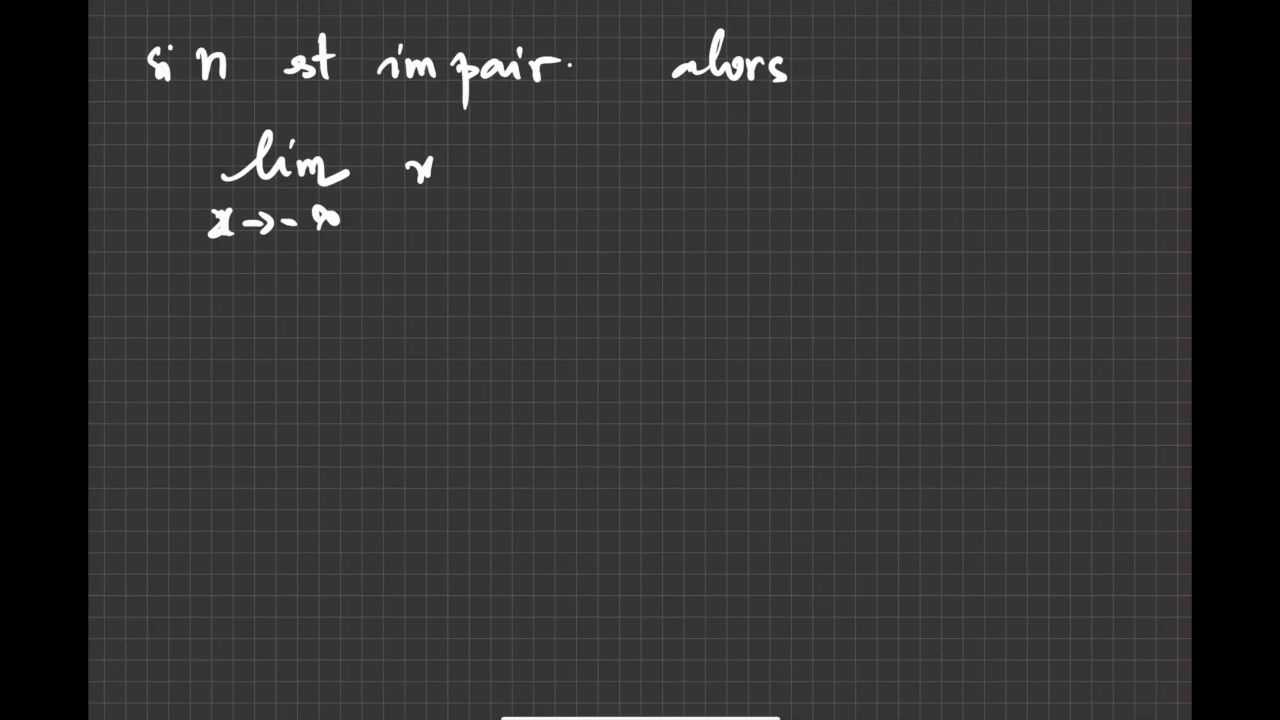 si n est impair. alors
lim x
x → - ∞